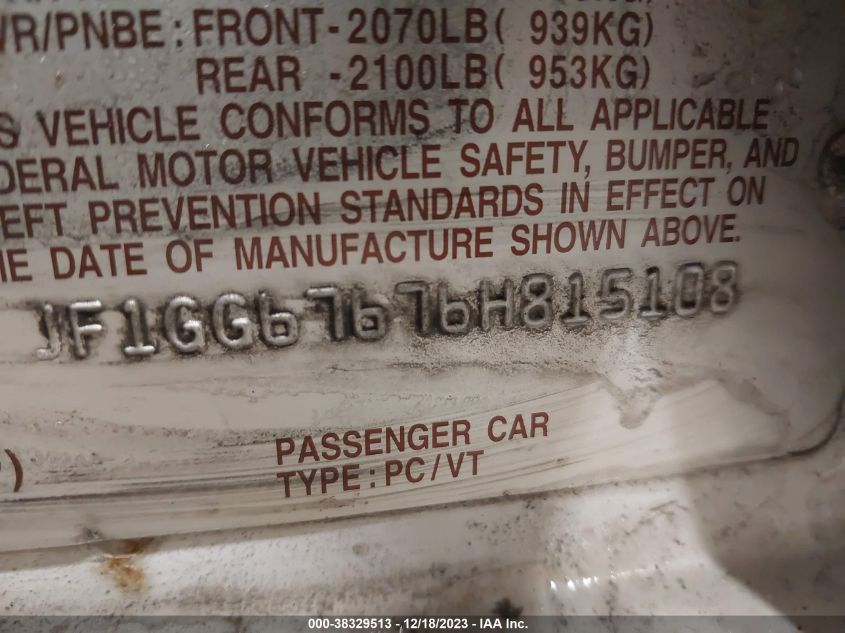 WR/PNBE:FRONT-2070LB( 939KG)
REAR -2100LB( 953KG)
S VEHICLE CONFORMS TO ALL APPLICABLE
DERAL MOTOR VEHICLE SAFETY, BUMPER, AND
EFT PREVENTION STANDARDS IN EFFECT ON
HE DATE OF MANUFACTURE SHOWN ABOVE.
JF1GG67676H815108
PASSENGER CAR
TYPE:PC/VT
)
000-38329513 - 12/18/2023 - IAA Inc.